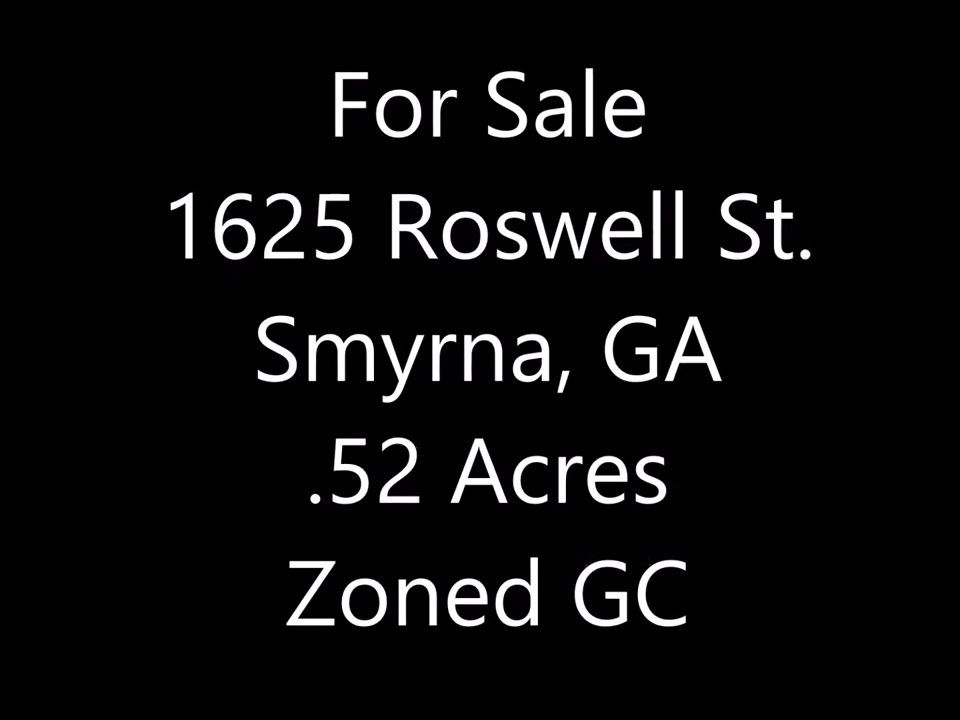 For Sale
1625 Roswell St.
Smyrna, GA
.52 Acres
Zoned GC